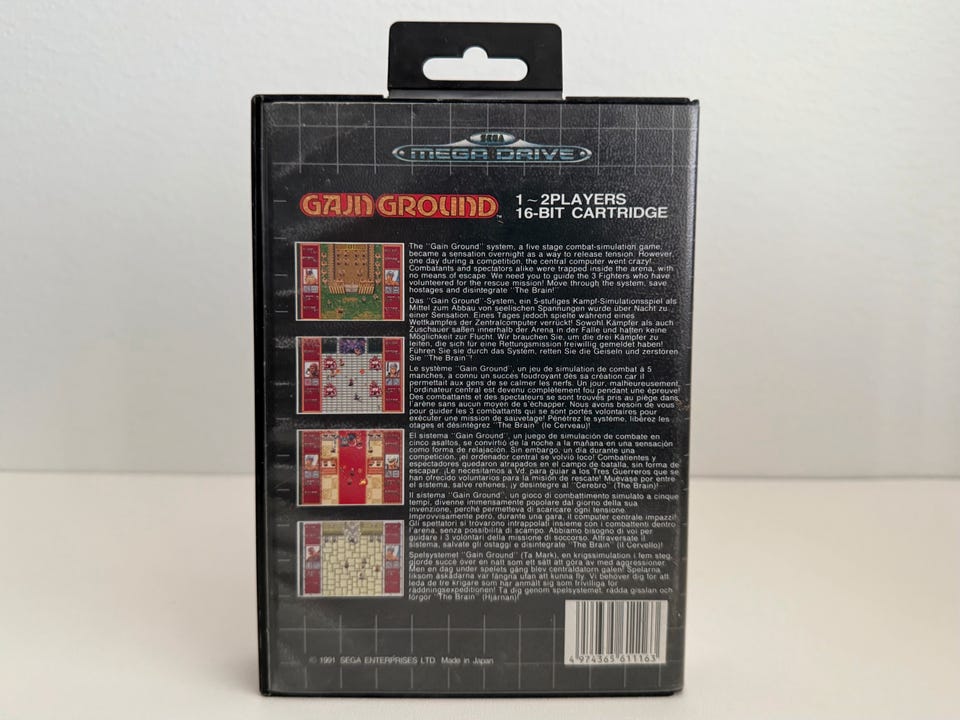 SEGA
MEGA DRIVE
GAIN GROUND
1~2PLAYERS
16-BIT CARTRIDGE
The "Gain Ground" system, a five stage combat-simulation game,
became a sensation overnight as a way to release tension. However,
one day during a competition, the central computer went crazy!
Combatants and spectators alike were trapped inside the arena, with
no means of escape. We need you to guide the 3 Fighters who have
volunteered for the rescue mission! Move through the system, save
hostages and disintegrate "The Brain"!
Das "Gain Ground"-System, ein 5-stufiges Kampf-Simulationsspiel als
Mittel zum Abbau von seelischen Spannungen wurde über Nacht zu
einer Sensation. Eines Tages jedoch spielte während eines
Wettkampfes der Zentralcomputer verrückt! Sowohl Kämpfer als auch
Zuschauer saßen innerhalb der Arena in der Falle und hatten keine
Möglichkeit zur Flucht. Wir brauchen Sie, um die drei Kämpfer zu
leiten, die sich für eine Rettungsmission freiwillig gemeldet haben!
Führen Sie sie durch das System, retten Sie die Geiseln und zerstören
Sie "The Brain"!
Le système "Gain Ground", un jeu de simulation de combat à 5
manches, a connu un succès foudroyant dès sa création car il
permettait aux gens de se calmer les nerfs. Un jour, malheureusement,
l'ordinateur central est devenu complètement fou pendant une épreuve!
Des combattants et des spectateurs se sont trouvés pris au piège dans
l'arène sans aucun moyen de s'échapper. Nous avons besoin de vous
pour guider les 3 combattants qui se sont portés volontaires pour
exécuter une mission de sauvetage! Pénétrez le système, libérez les
otages et désintégrez "The Brain" (le Cerveau)!
El sistema "Gain Ground", un juego de simulación de combate en
cinco asaltos, se convirtió de la noche a la mañana en una sensación
como forma de relajación. Sin embargo, un día durante una
competición, ¡el ordenador central se volvió loco! Combatientes y
espectadores quedaron atrapados en el campo de batalla, sin forma de
escapar. ¡Le necesitamos a Vd. para guiar a los Tres Guerreros que se
han ofrecido voluntarios para la misión de rescate! Muévase por entre
el sistema, salve rehenes, ¡y desintegre al "Cerebro" (The Brain)!
Il sistema "Gain Ground", un gioco di combattimento simulato a cinque
tempi, divenne immensamente popolare dal giorno della sua
invenzione, perché permetteva di scaricare ogni tensione.
Improvvisamente però, durante una gara, il computer centrale impazzì!
Gli spettatori si trovarono intrappolati insieme con i combattenti dentro
l'arena, senza possibilità di scampo. Abbiamo bisogno di voi per
guidare i 3 volontari della missione di soccorso. Attraversate il
sistema, salvate gli ostaggi e disintegrate "The Brain" (il Cervello)!
Spelsystemet "Gain Ground" (Ta Mark), en krigssimulation i fem steg,
gjorde succé över en natt som ett sätt att göra av med aggressioner.
Men en dag under spelets gång blev centraldatorn galen! Spelarna
liksom åskådarna var fångna utan att kunna fly. Vi behöver dig för att
leda de tre krigare som har anmält sig som frivilliga för
räddningsexpeditionen! Ta dig genom spelsystemet, rädda gisslan och
förgör "The Brain" (Hjärnan)!
© 1991 SEGA ENTERPRISES LTD. Made in Japan
4 974365 611163